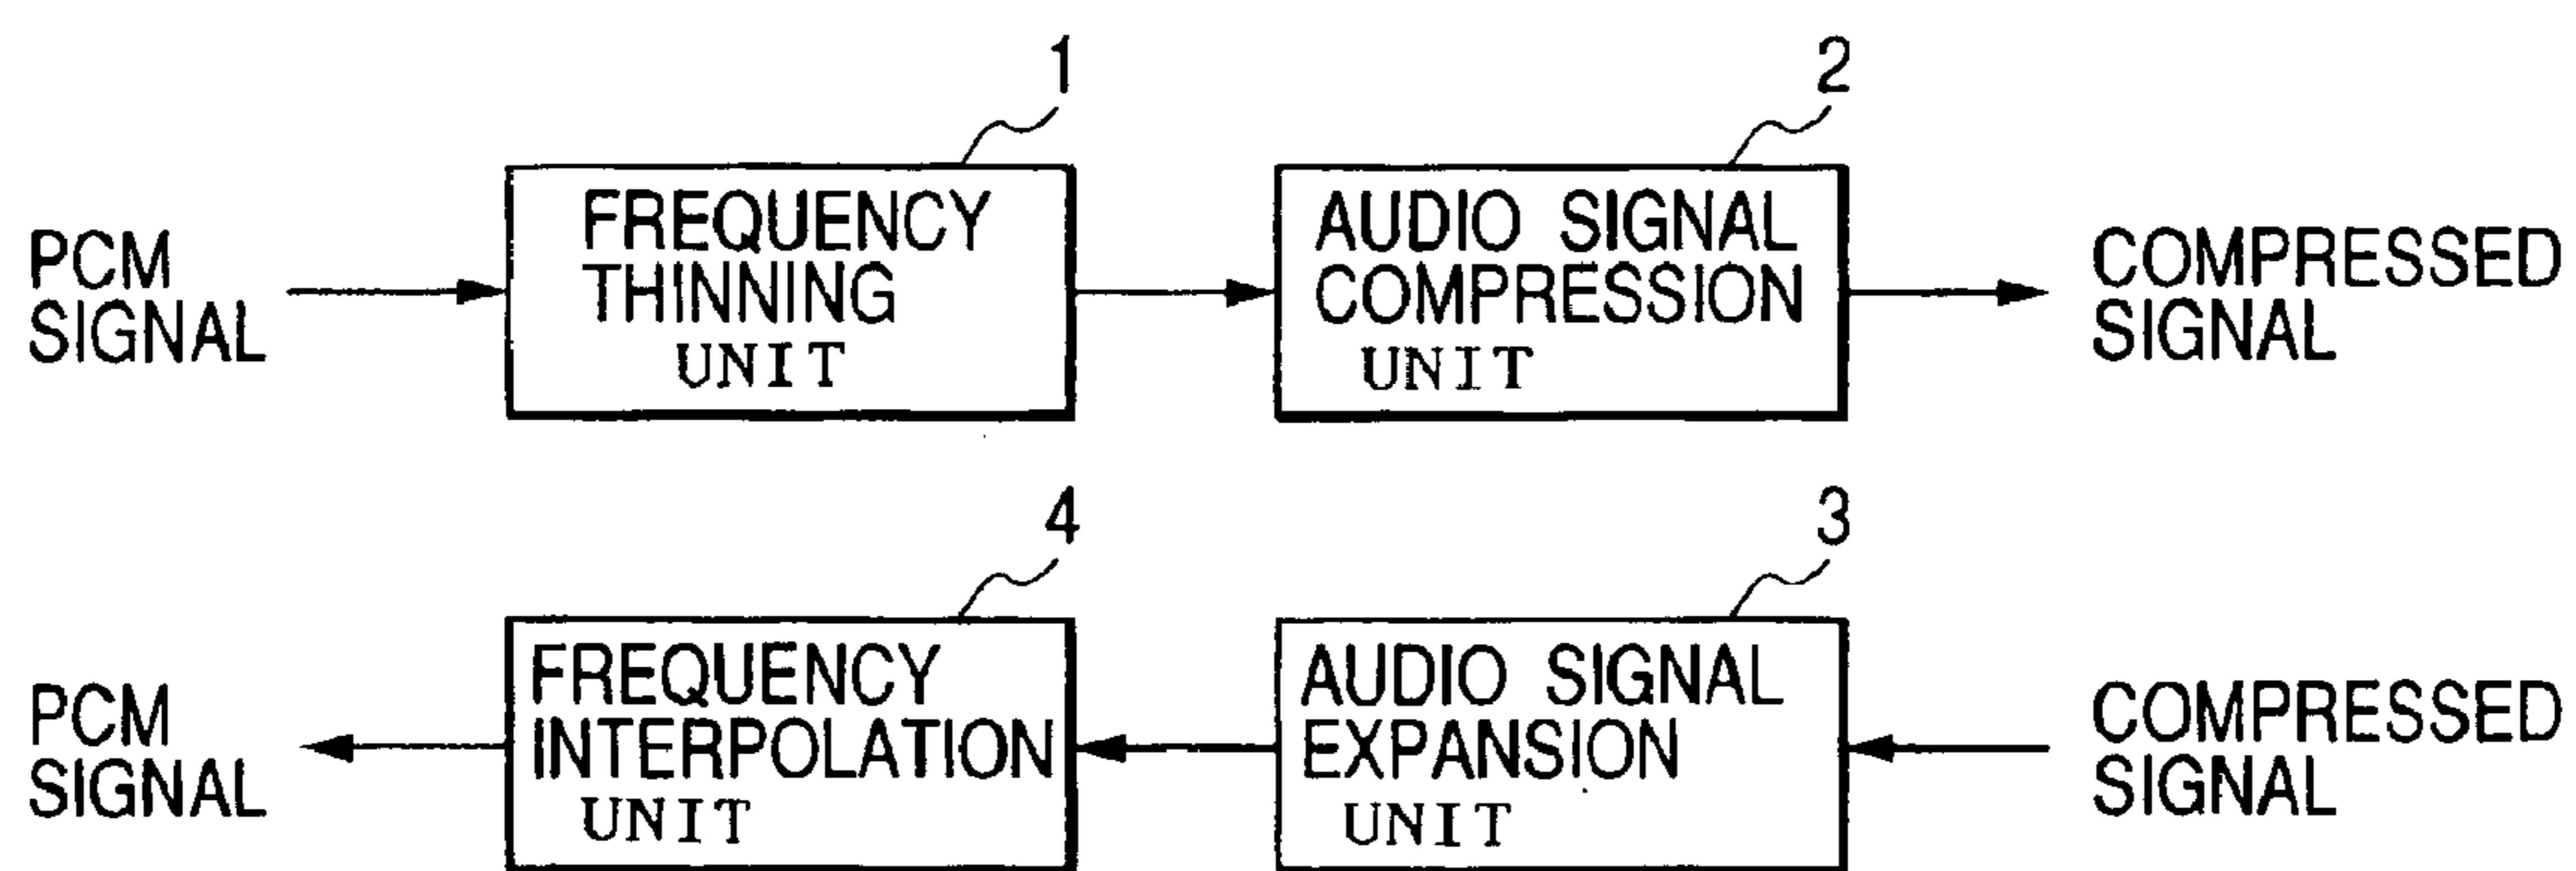 1
2
PCM
SIGNAL
FREQUENCY
THINNING
UNIT
AUDIO SIGNAL
COMPRESSION
UNIT
COMPRESSED
SIGNAL
4
3
PCM
SIGNAL
FREQUENCY
INTERPOLATION
UNIT
AUDIO SIGNAL
EXPANSION
UNIT
COMPRESSED
SIGNAL